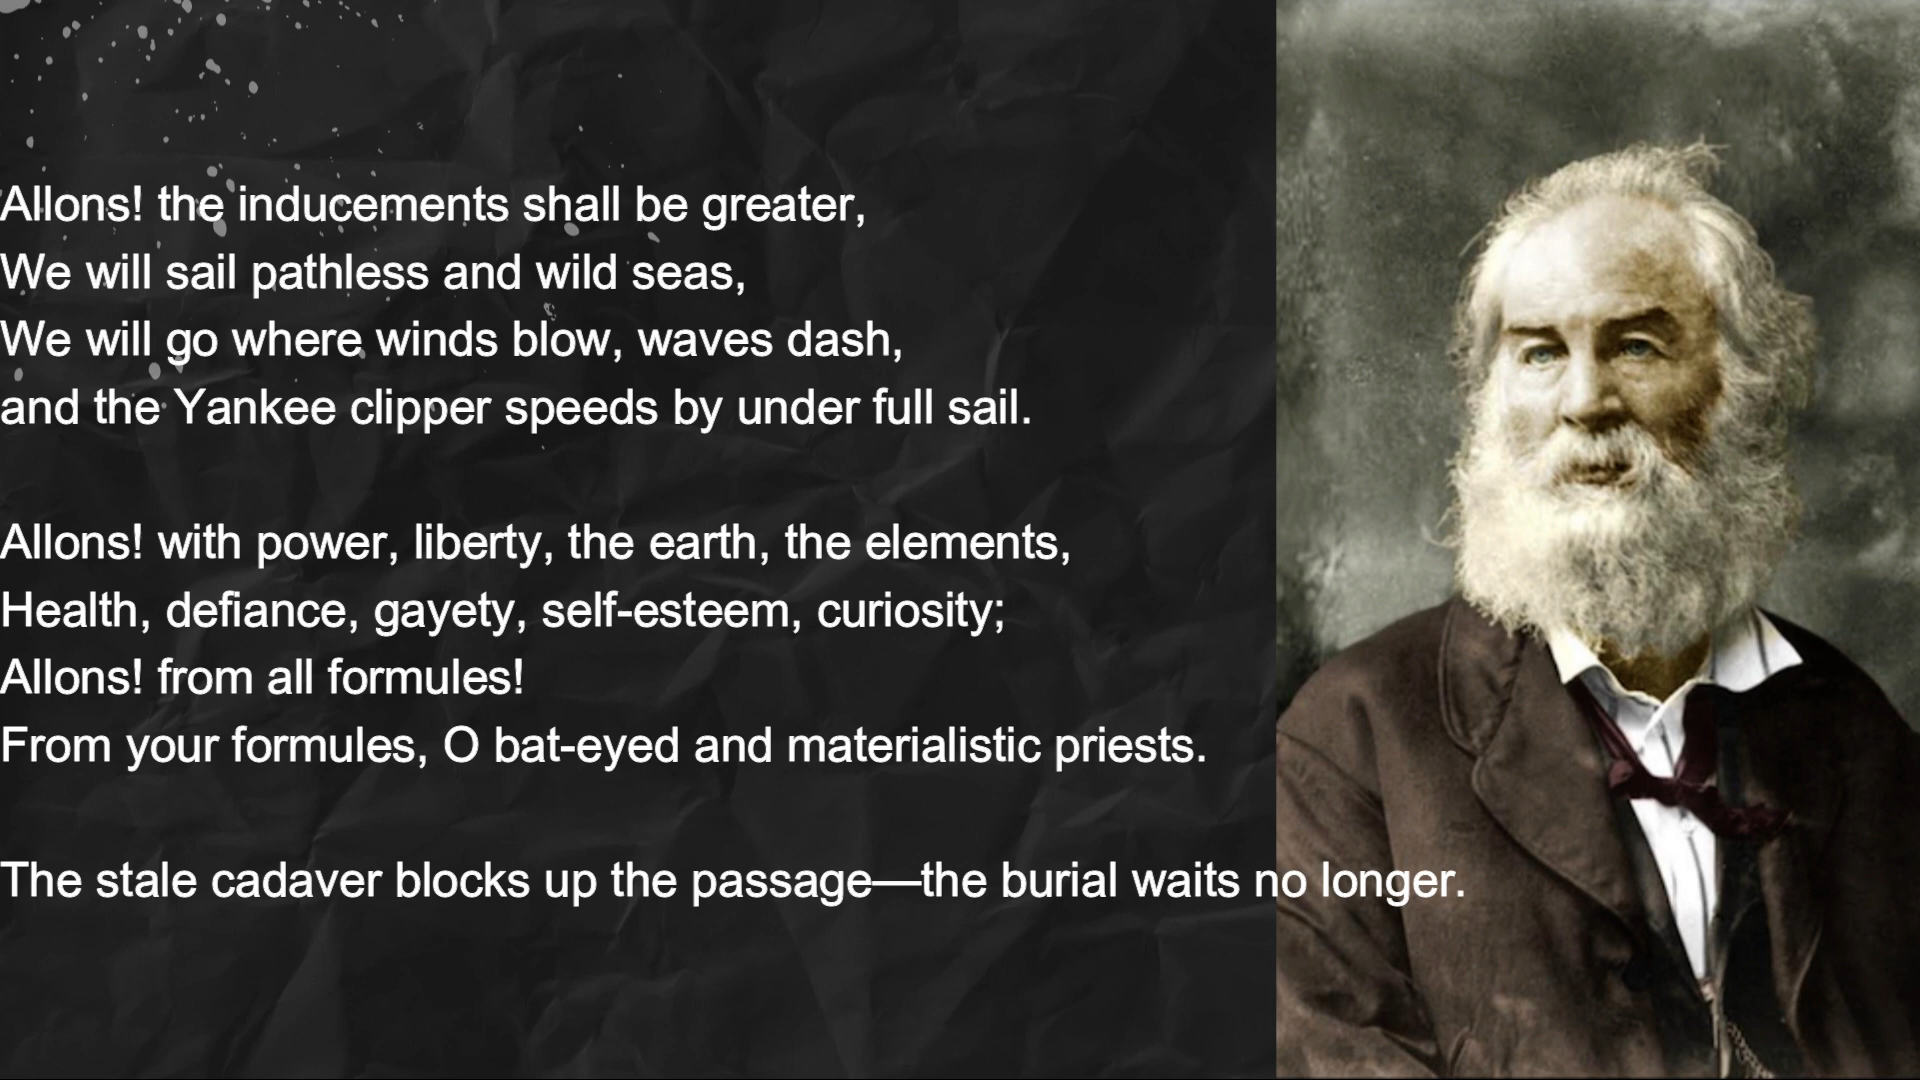 Allons! the inducements shall be greater,
We will sail pathless and wild seas,
We will go where winds blow, waves dash,
and the Yankee clipper speeds by under full sail.
Allons! with power, liberty, the earth, the elements,
Health, defiance, gayety, self-esteem, curiosity;
Allons! from all formules!
From your formules, O bat-eyed and materialistic priests.
The stale cadaver blocks up the passage—the burial waits no longer.